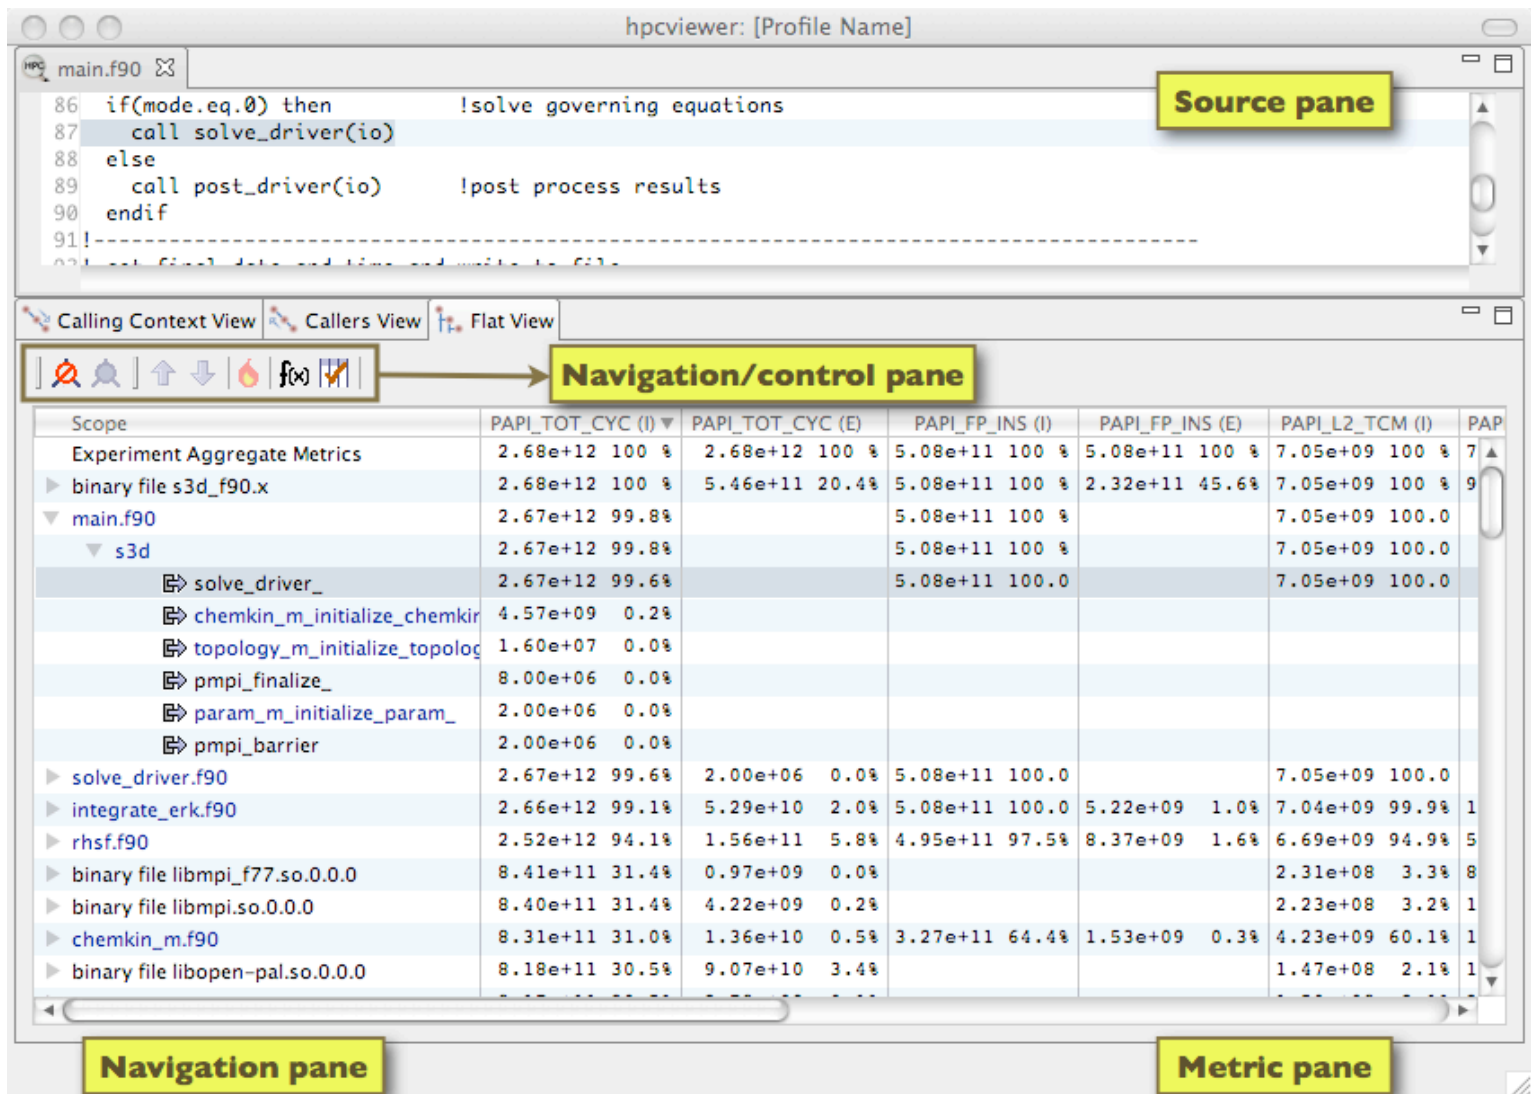 hpcviewer: [Profile Name]
main.f90
Source pane
86 if(mode.eq.0) then !solve governing equations
87 call solve_driver(io)
88 else
89 call post_driver(io) !post process results
90 endif
91 !----------------------------------------------------------------------------------------
Calling Context View Callers View Flat View
f(x)
Navigation/control pane
Scope PAPI_TOT_CYC (I) PAPI_TOT_CYC (E) PAPI_FP_INS (I) PAPI_FP_INS (E) PAPI_L2_TCM (I) PAP
Experiment Aggregate Metrics 2.68e+12 100 % 2.68e+12 100 % 5.08e+11 100 % 5.08e+11 100 % 7.05e+09 100 % 7
binary file s3d_f90.x 2.68e+12 100 % 5.46e+11 20.4% 5.08e+11 100 % 2.32e+11 45.6% 7.05e+09 100 % 9
main.f90 2.67e+12 99.8% 5.08e+11 100 % 7.05e+09 100.0
s3d 2.67e+12 99.8% 5.08e+11 100 % 7.05e+09 100.0
solve_driver_ 2.67e+12 99.6% 5.08e+11 100.0 7.05e+09 100.0
chemkin_m_initialize_chemkin 4.57e+09 0.2%
topology_m_initialize_topolog 1.60e+07 0.0%
pmpi_finalize_ 8.00e+06 0.0%
param_m_initialize_param_ 2.00e+06 0.0%
pmpi_barrier 2.00e+06 0.0%
solve_driver.f90 2.67e+12 99.6% 2.00e+06 0.0% 5.08e+11 100.0 7.05e+09 100.0
integrate_erk.f90 2.66e+12 99.1% 5.29e+10 2.0% 5.08e+11 100.0 5.22e+09 1.0% 7.04e+09 99.9% 1
rhsf.f90 2.52e+12 94.1% 1.56e+11 5.8% 4.95e+11 97.5% 8.37e+09 1.6% 6.69e+09 94.9% 5
binary file libmpi_f77.so.0.0.0 8.41e+11 31.4% 0.97e+09 0.0% 2.31e+08 3.3% 8
binary file libmpi.so.0.0.0 8.40e+11 31.4% 4.22e+09 0.2% 2.23e+08 3.2% 1
chemkin_m.f90 8.31e+11 31.0% 1.36e+10 0.5% 3.27e+11 64.4% 1.53e+09 0.3% 4.23e+09 60.1% 1
binary file libopen-pal.so.0.0.0 8.18e+11 30.5% 9.07e+10 3.4% 1.47e+08 2.1% 1
Navigation pane
Metric pane